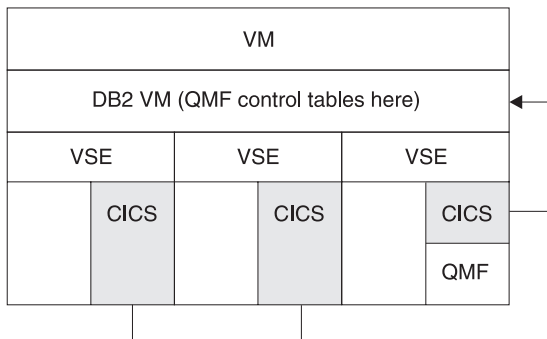 VM
DB2 VM (QMF control tables here)
VSE VSE VSE
CICS CICS CICS
QMF